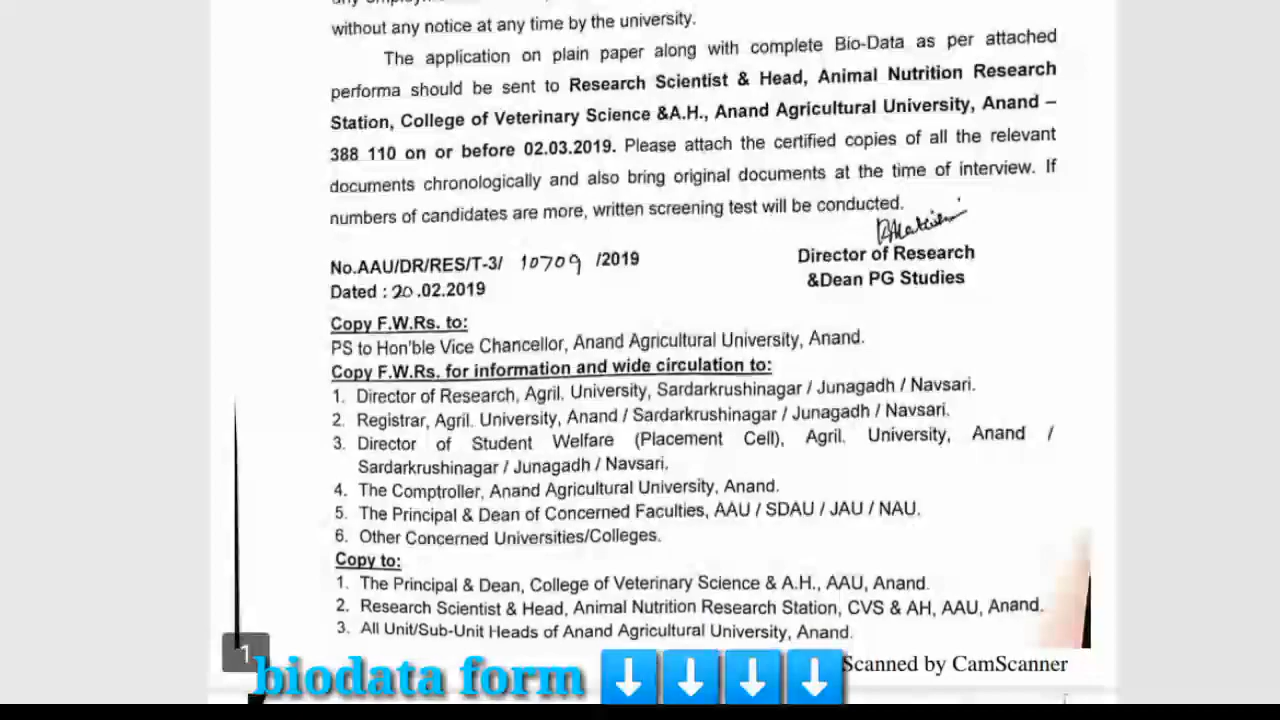 without any notice at any time by the university.
The application on plain paper along with complete Bio-Data as per attached
performa should be sent to Research Scientist & Head, Animal Nutrition Research
Station, College of Veterinary Science &A.H., Anand Agricultural University, Anand –
388 110 on or before 02.03.2019. Please attach the certified copies of all the relevant
documents chronologically and also bring original documents at the time of interview. If
numbers of candidates are more, written screening test will be conducted.
No.AAU/DR/RES/T-3/ 10709 /2019
Dated : 20.02.2019
Director of Research
&Dean PG Studies
Copy F.W.Rs. to:
PS to Hon'ble Vice Chancellor, Anand Agricultural University, Anand.
Copy F.W.Rs. for information and wide circulation to:
1. Director of Research, Agril. University, Sardarkrushinagar / Junagadh / Navsari.
2. Registrar, Agril. University, Anand / Sardarkrushinagar / Junagadh / Navsari.
3. Director of Student Welfare (Placement Cell), Agril. University, Anand /
Sardarkrushinagar / Junagadh / Navsari.
4. The Comptroller, Anand Agricultural University, Anand.
5. The Principal & Dean of Concerned Faculties, AAU / SDAU / JAU / NAU.
6. Other Concerned Universities/Colleges.
Copy to:
1. The Principal & Dean, College of Veterinary Science & A.H., AAU, Anand.
2. Research Scientist & Head, Animal Nutrition Research Station, CVS & AH, AAU, Anand.
3. All Unit/Sub-Unit Heads of Anand Agricultural University, Anand.
1
biodata form
Scanned by CamScanner